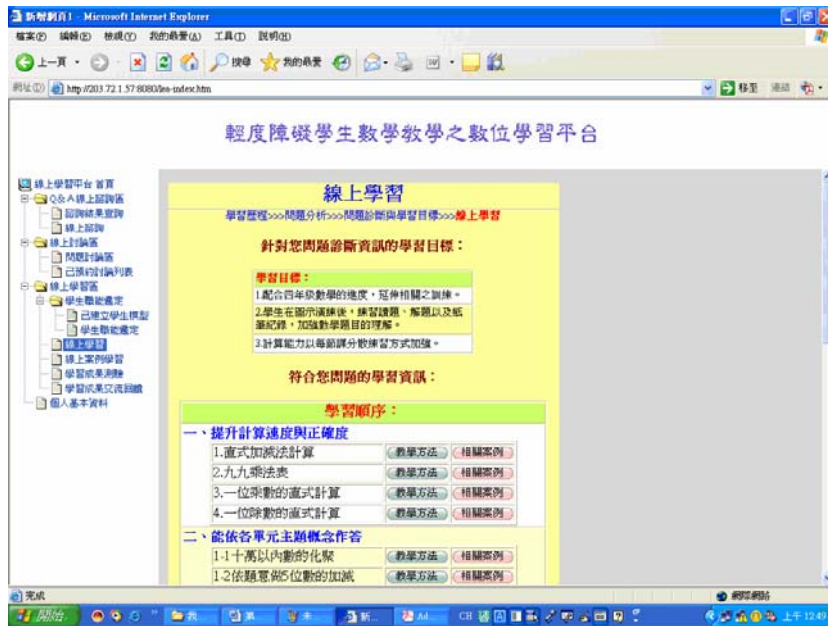 新增網頁1 - Microsoft Internet Explorer
檔案(F) 編輯(E) 檢視(V) 我的最愛(A) 工具(T) 說明(H)
上一頁 搜尋 我的最愛
網址(D) http://203.72.1.57:8080/lea-index.htm 移至 連結
輕度障礙學生數學教學之數位學習平台
線上學習平台 首頁
Q&A線上諮詢區
諮詢結果查詢
線上諮詢
線上討論區
問題討論區
已預約討論列表
線上學習區
學生職能鑑定
已建立學生模型
學生職能鑑定
線上學習
線上案例學習
學習成果測驗
學習成果交流回饋
個人基本資料
線上學習
學習歷程>>>問題分析>>>問題診斷與學習目標>>>線上學習
針對您問題診斷資訊的學習目標：
學習目標：
1.配合四年級數學的進度，延伸相關之訓練。
2.學生在圖示演練後，練習讀題、解題以及紙
筆紀錄，加強數學題目的理解。
3.計算能力以每節課分散練習方式加強。
符合您問題的學習資訊：
學習順序：
一、提升計算速度與正確度
1.直式加減法計算 教學方法 相關案例
2.九九乘法表 教學方法 相關案例
3.一位乘數的直式計算 教學方法 相關案例
4.一位除數的直式計算 教學方法 相關案例
二、能依各單元主題概念作答
1-1十萬以內數的化聚 教學方法 相關案例
1-2依題意做5位數的加減 教學方法 相關案例
完成 網際網路
開始 我... 第... 未... 新... Ad... CH 上午 12:49